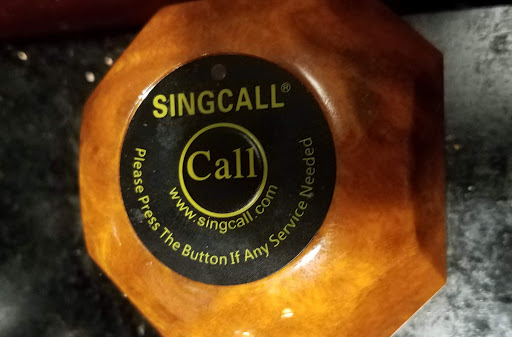 SINGCALL®
Call
www.singcall.com
Please Press The Button If Any Service Needed